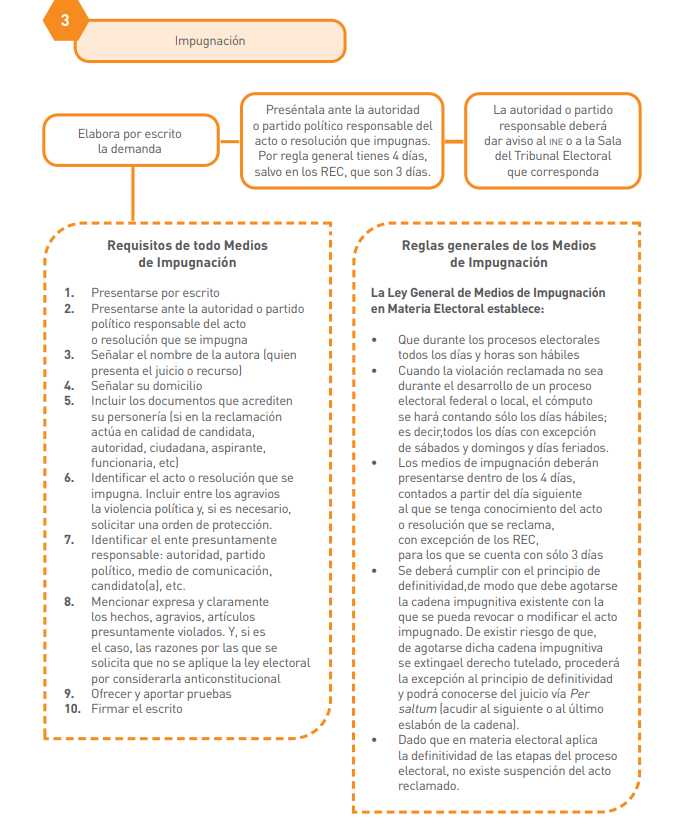 3
Impugnación
Elabora por escrito
la demanda
Preséntala ante la autoridad
o partido político responsable del
acto o resolución que impugnas.
Por regla general tienes 4 días,
salvo en los REC, que son 3 días.
La autoridad o partido
responsable deberá
dar aviso al INE o a la Sala
del Tribunal Electoral
que corresponda
Requisitos de todo Medios
de Impugnación
1. Presentarse por escrito
2. Presentarse ante la autoridad o partido
político responsable del acto
o resolución que se impugna
3. Señalar el nombre de la autora (quien
presenta el juicio o recurso)
4. Señalar su domicilio
5. Incluir los documentos que acrediten
su personería (si en la reclamación
actúa en calidad de candidata,
autoridad, ciudadana, aspirante,
funcionaria, etc)
6. Identificar el acto o resolución que se
impugna. Incluir entre los agravios
la violencia política y, si es necesario,
solicitar una orden de protección.
7. Identificar el ente presuntamente
responsable: autoridad, partido
político, medio de comunicación,
candidato(a), etc.
8. Mencionar expresa y claramente
los hechos, agravios, artículos
presuntamente violados. Y, si es
el caso, las razones por las que se
solicita que no se aplique la ley electoral
por considerarla anticonstitucional
9. Ofrecer y aportar pruebas
10. Firmar el escrito
Reglas generales de los Medios
de Impugnación
La Ley General de Medios de Impugnación
en Materia Electoral establece:
• Que durante los procesos electorales
todos los días y horas son hábiles
• Cuando la violación reclamada no sea
durante el desarrollo de un proceso
electoral federal o local, el cómputo
se hará contando sólo los días hábiles;
es decir,todos los días con excepción
de sábados y domingos y días feriados.
• Los medios de impugnación deberán
presentarse dentro de los 4 días,
contados a partir del día siguiente
al que se tenga conocimiento del acto
o resolución que se reclama,
con excepción de los REC,
para los que se cuenta con sólo 3 días
• Se deberá cumplir con el principio de
definitividad,de modo que debe agotarse
la cadena impugnitiva existente con la
que se pueda revocar o modificar el acto
impugnado. De existir riesgo de que,
de agotarse dicha cadena impugnitiva
se extingael derecho tutelado, procederá
la excepción al principio de definitividad
y podrá conocerse del juicio vía Per
saltum (acudir al siguiente o al último
eslabón de la cadena).
• Dado que en materia electoral aplica
la definitividad de las etapas del proceso
electoral, no existe suspensión del acto
reclamado.